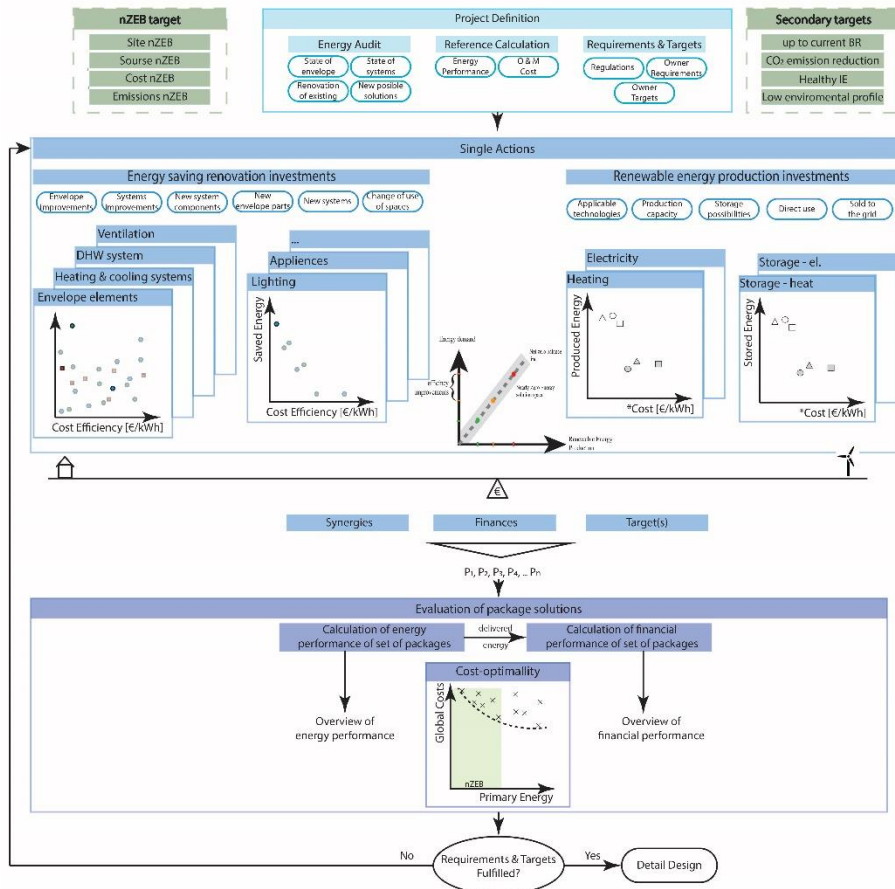 nZEB target
Site nZEB
Sourse nZEB
Cost nZEB
Emissions nZEB
Project Definition
Energy Audit
State of
envelope
State of
systems
Renovation
of existing
New posible
solutions
Reference Calculation
Energy
Performance
O & M
Cost
Requirements & Targets
Regulations
Owner
Requirements
Owner
Targets
Secondary targets
up to current BR
CO₂ emission reduction
Healthy IE
Low enviromental profile
Single Actions
Energy saving renovation investments
Envelope
improvements
Systems
improvements
New system
components
New
envelope parts
New systems
Change of use
of spaces
Renewable energy production investments
Applicable
technologies
Production
capacity
Storage
possibilities
Direct use
Sold to
the grid
Ventilation
DHW system
Heating & cooling systems
Envelope elements
Cost Efficiency [€/kWh]
...
Appliences
Lighting
Saved Energy
Cost Efficiency [€/kWh]
Energy demand
efficiency
improvements
Renewable Energy
Production
Electricity
Heating
Produced Energy
*Cost [€/kWh]
Storage - el.
Storage - heat
Stored Energy
*Cost [€/kWh]
€
Synergies
Finances
Target(s)
P₁, P₂, P₃, P₄, ... Pₙ
Evaluation of package solutions
Calculation of energy
performance of set of packages
delivered
energy
Calculation of financial
performance of set of packages
Overview of
energy performance
Cost-optimallity
Global Costs
nZEB
Primary Energy
Overview of
financial performance
No
Requirements & Targets
Fulfilled?
Yes
Detail Design